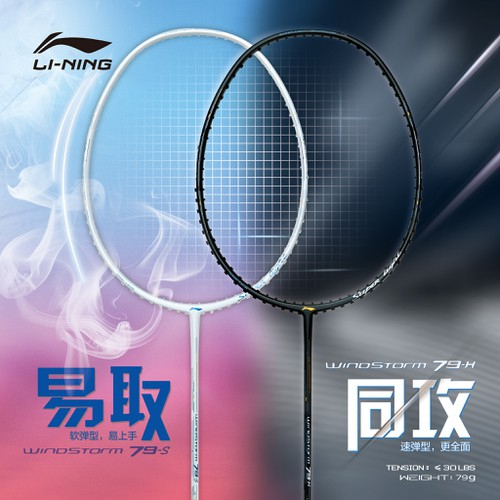 LI-NING
易取
软弹型，易上手
WINDSTORM 79-S
WINDSTORM 79-H
同攻
速弹型，更全面
TENSION: ≤30LBS
WEIGHT: 79g